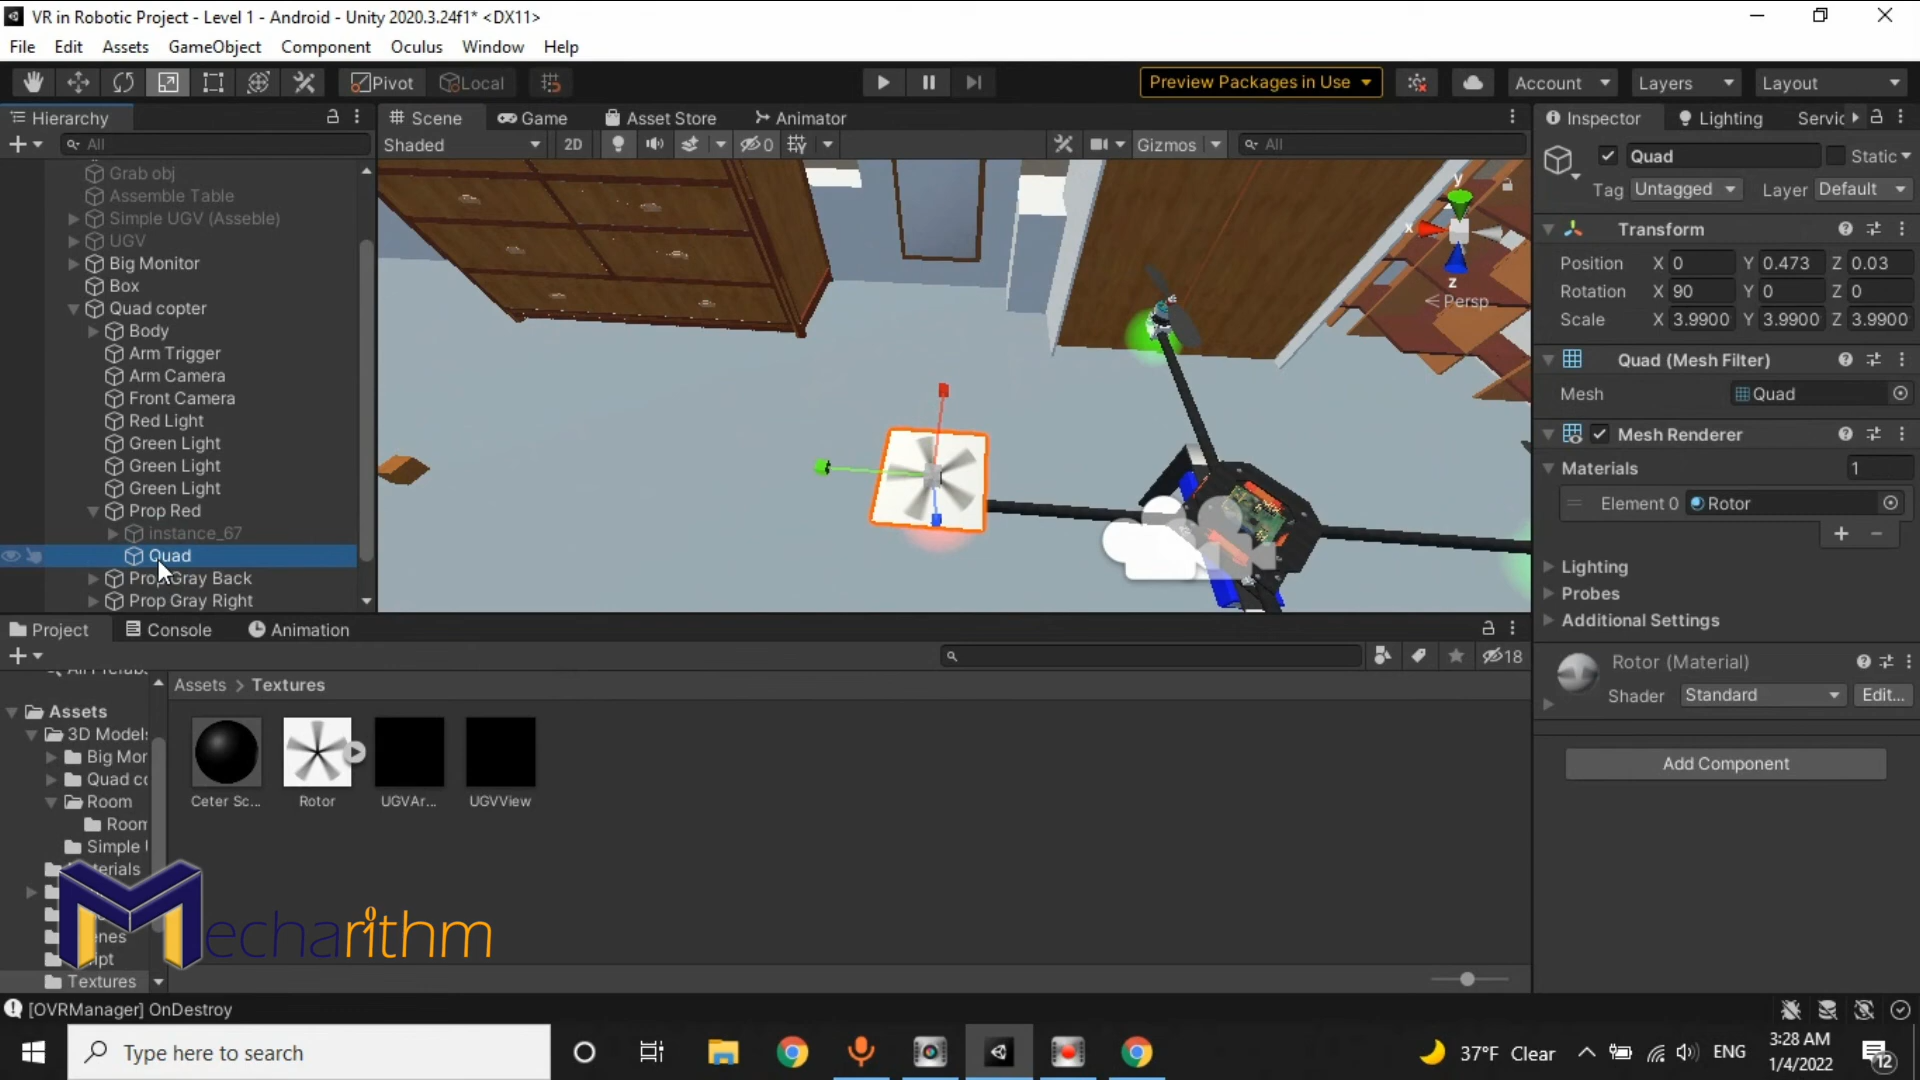 VR in Robotic Project - Level 1 - Android - Unity 2020.3.24f1* <DX11>
File Edit Assets GameObject Component Oculus Window Help
Pivot Local Preview Packages in Use Account Layers Layout
Hierarchy Scene Game Asset Store Animator Inspector Lighting Servic
All Shaded 2D 0 Gizmos All Quad Static
Tag Untagged Layer Default
Grab obj
Assemble Table
Simple UGV (Asseble)
UGV
Big Monitor
Box
Quad copter
Body
Arm Trigger
Arm Camera
Front Camera
Red Light
Green Light
Green Light
Green Light
Prop Red
instance_67
Quad
Prop Gray Back
Prop Gray Right
y
x
z
Persp
Transform
Position X 0 Y 0.473 Z 0.03
Rotation X 90 Y 0 Z 0
Scale X 3.9900 Y 3.9900 Z 3.9900
Quad (Mesh Filter)
Mesh Quad
Mesh Renderer
Materials 1
Element 0 Rotor
Lighting
Probes
Additional Settings
Rotor (Material)
Shader Standard Edit...
Add Component
Project Console Animation
18
Assets > Textures
Assets
3D Models
Big Mor
Quad co
Room
Room
Simple
Textures
Ceter Sc... Rotor UGVAr... UGVView
Mecharithm
[OVRManager] OnDestroy
Type here to search
37°F Clear ENG 3:28 AM
1/4/2022
12